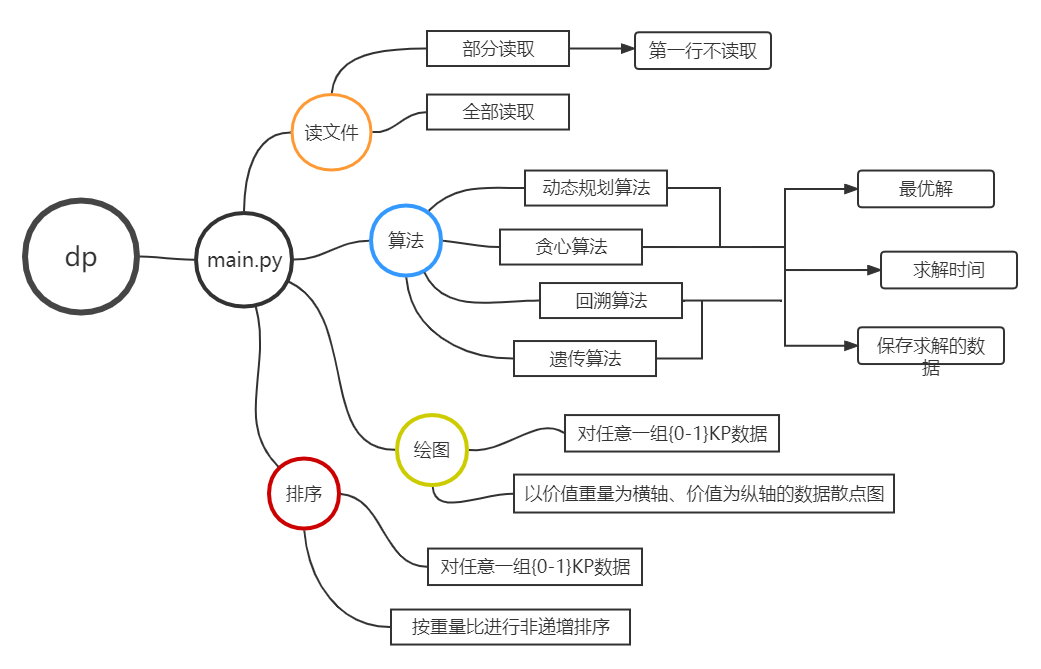 dp
main.py
读文件
部分读取
第一行不读取
全部读取
算法
动态规划算法
贪心算法
回溯算法
遗传算法
最优解
求解时间
保存求解的数
据
绘图
对任意一组{0-1}KP数据
以价值重量为横轴、价值为纵轴的数据散点图
排序
对任意一组{0-1}KP数据
按重量比进行非递增排序